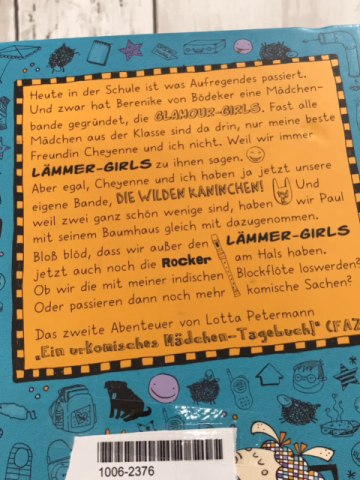 Heute in der Schule ist was Aufregendes passiert.
Und zwar hat Berenike von Bödeker eine Mädchen-
bande gegründet, die GLAMOUR-GIRLS. Fast alle
Mädchen aus der Klasse sind da drin, nur meine beste
Freundin Cheyenne und ich nicht. Weil wir immer
LÄMMER-GIRLS zu ihnen sagen.
Aber egal, Cheyenne und ich haben ja jetzt unsere
eigene Bande, DIE WILDEN KANINCHEN! Und
weil zwei ganz schön wenige sind, haben wir Paul
mit seinem Baumhaus gleich mit dazugenommen.
Bloß blöd, dass wir außer den LÄMMER-GIRLS
jetzt auch noch die Rocker am Hals haben.
Ob wir die mit meiner indischen Blockflöte loswerden?
Oder passieren dann noch mehr komische Sachen?
Das zweite Abenteuer von Lotta Petermann
„Ein urkomisches Mädchen-Tagebuch!“ (FAZ
1006-2376